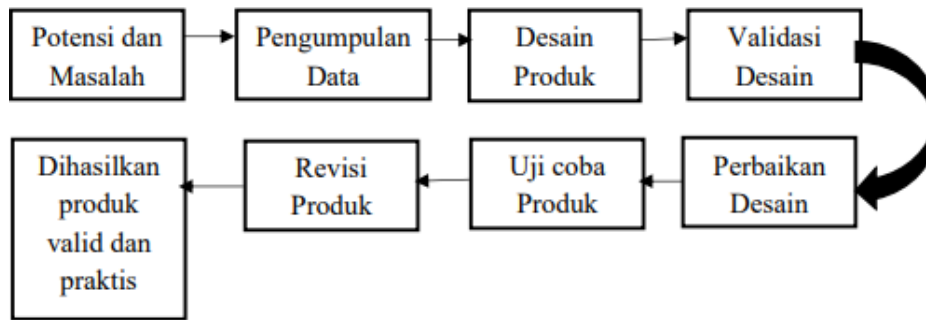 Potensi dan
Masalah
Pengumpulan
Data
Desain
Produk
Validasi
Desain
Perbaikan
Desain
Uji coba
Produk
Revisi
Produk
Dihasilkan
produk
valid dan
praktis